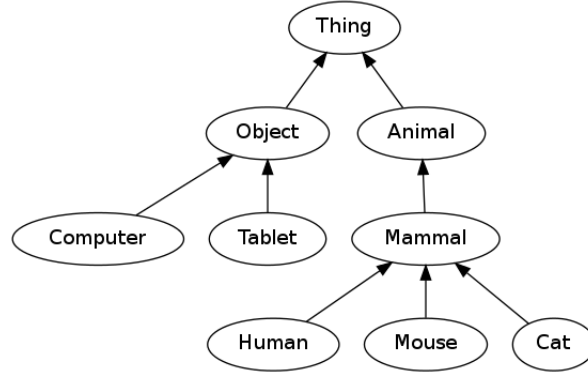 Thing
Object
Animal
Computer
Tablet
Mammal
Human
Mouse
Cat